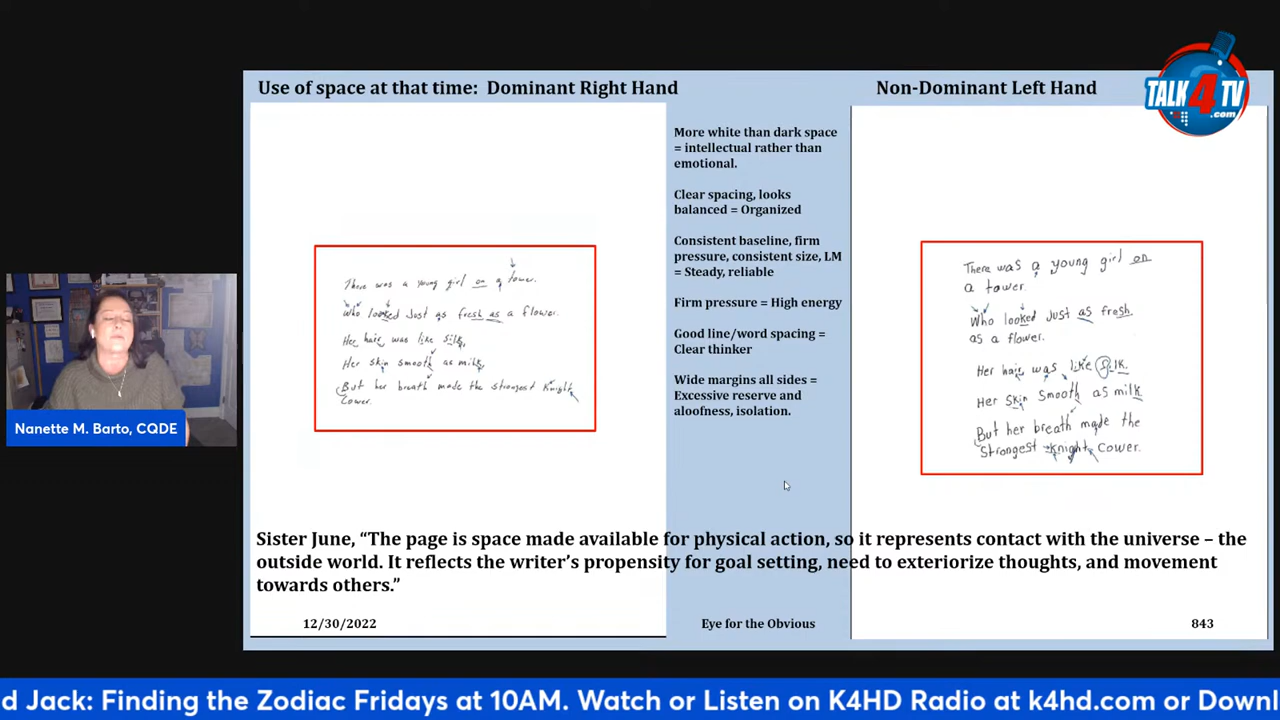 Use of space at that time: Dominant Right Hand
Non-Dominant Left Hand
TALK 4 TV
.com
More white than dark space
= intellectual rather than
emotional.
Clear spacing, looks
balanced = Organized
Consistent baseline, firm
pressure, consistent size, LM
= Steady, reliable
Firm pressure = High energy
Good line/word spacing =
Clear thinker
Wide margins all sides =
Excessive reserve and
aloofness, isolation.
There was a young girl on a tower.
Who looked Just as fresh as a flower.
Her hair was like silk,
Her skin smooth as milk,
But her breath made the strongest Knight
Cower.
There was a young girl on
a tower.
Who looked Just as fresh
as a flower.
Her hair was like Silk.
Her skin smooth as milk
But her breath made the
Strongest Knight Cower.
Nanette M. Barto, CQDE
Sister June, “The page is space made available for physical action, so it represents contact with the universe – the
outside world. It reflects the writer’s propensity for goal setting, need to exteriorize thoughts, and movement
towards others.”
12/30/2022
Eye for the Obvious
843
d Jack: Finding the Zodiac Fridays at 10AM. Watch or Listen on K4HD Radio at k4hd.com or Downl